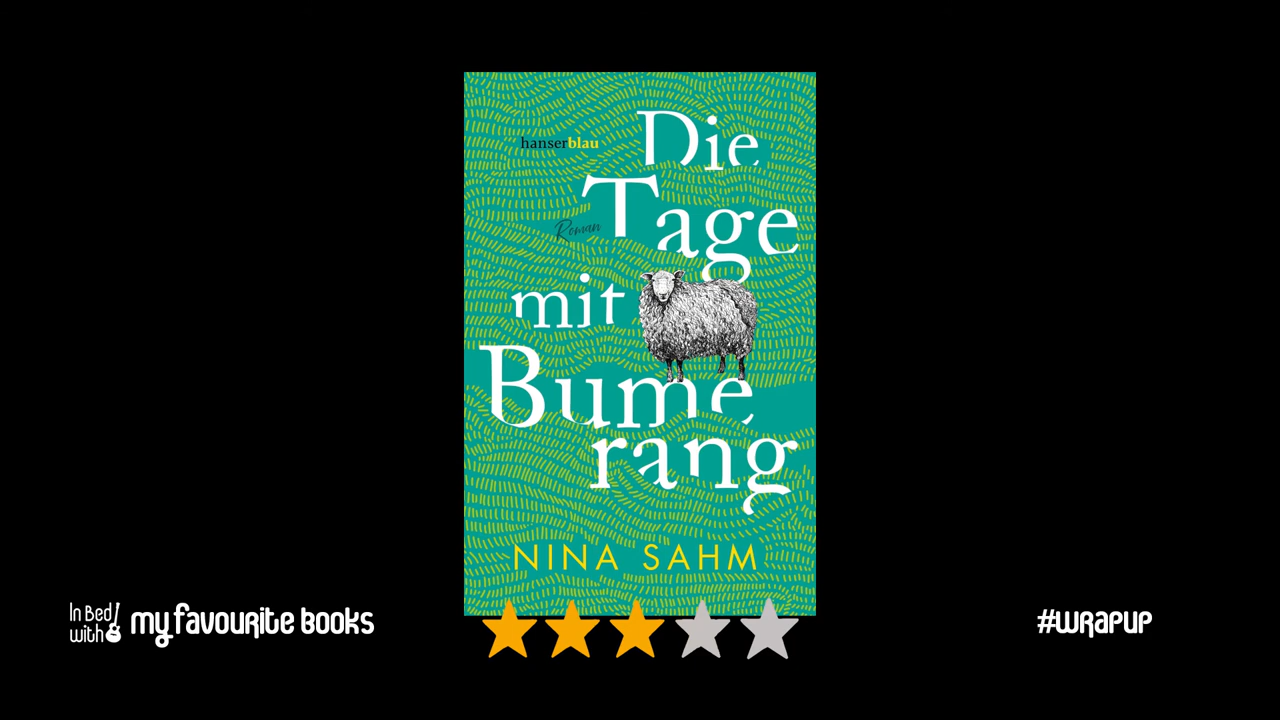 hanserblau
Die
Tage
Roman
mit
Bume
rang
NINA SAHM
In Bed
with
my favourite books
#wrapup